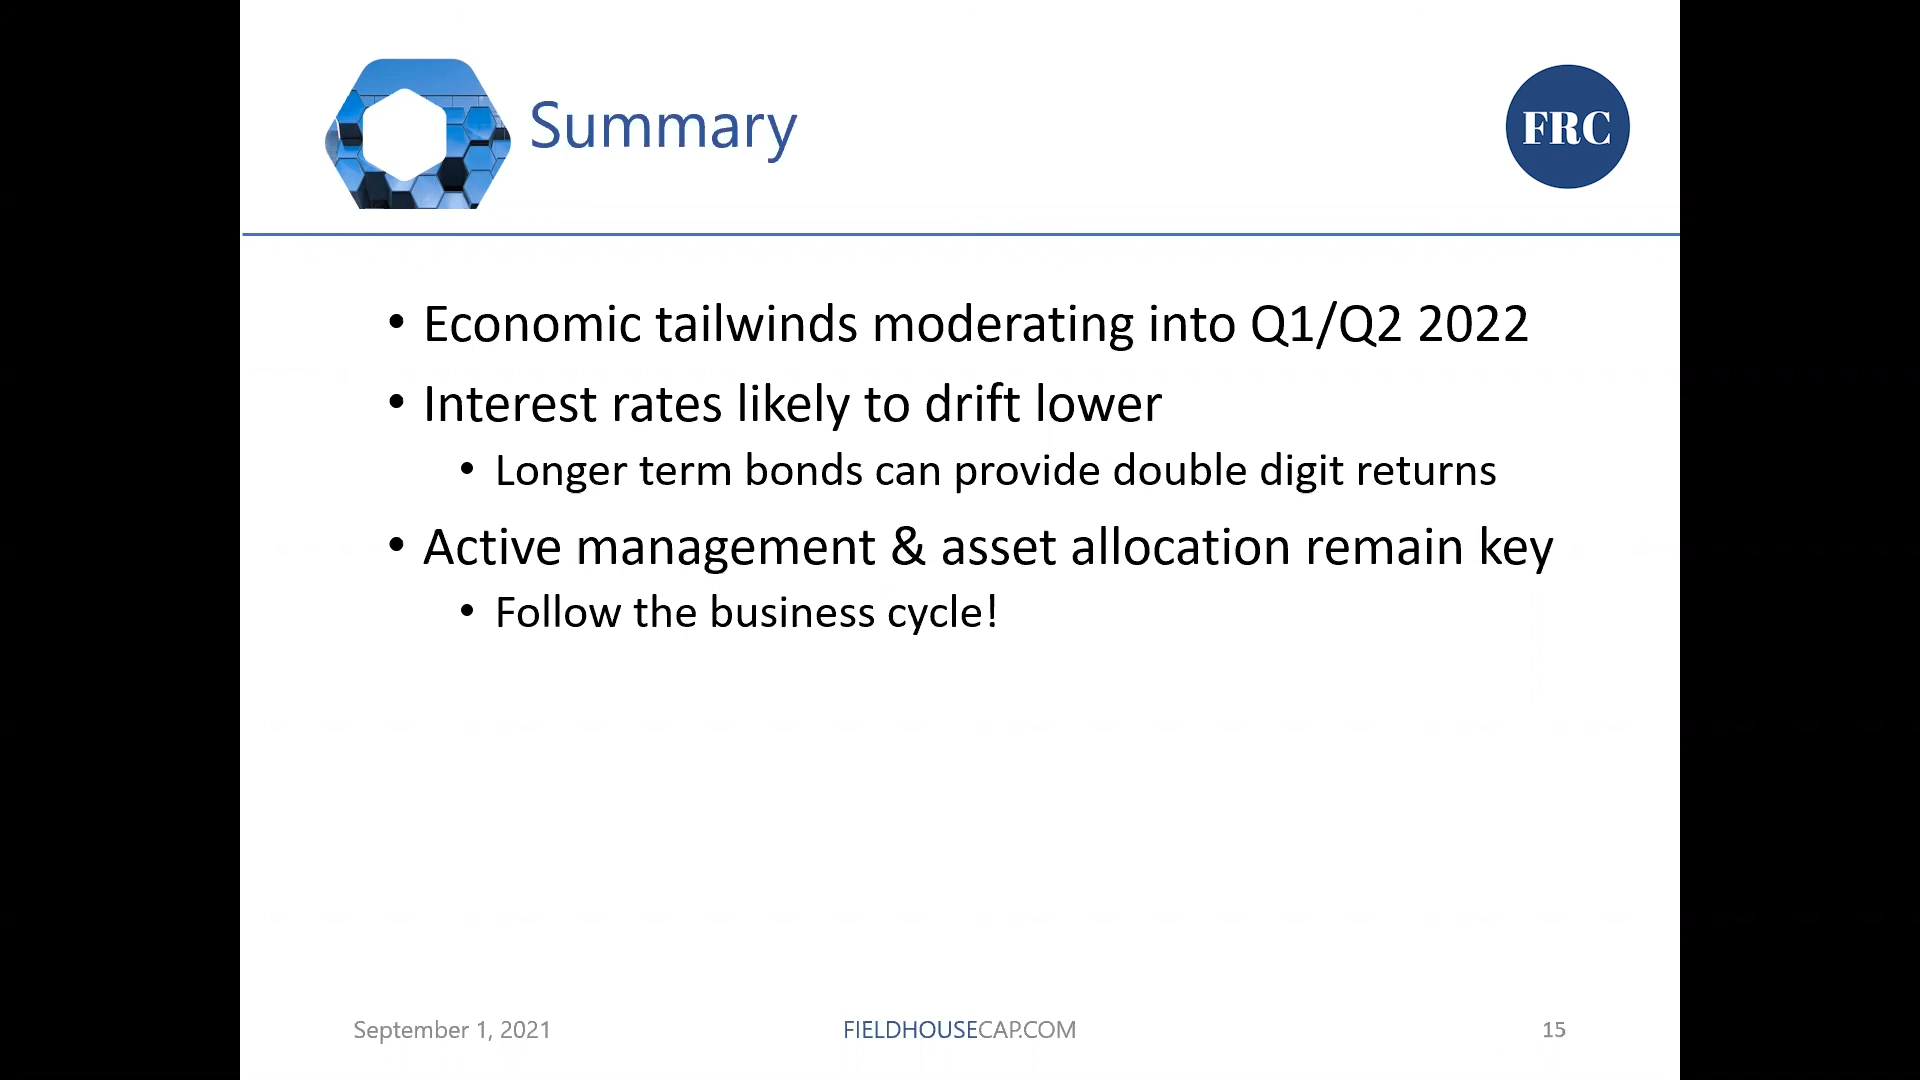 Summary
FRC
• Economic tailwinds moderating into Q1/Q2 2022
• Interest rates likely to drift lower
• Longer term bonds can provide double digit returns
• Active management & asset allocation remain key
• Follow the business cycle!
September 1, 2021
FIELDHOUSECAP.COM
15